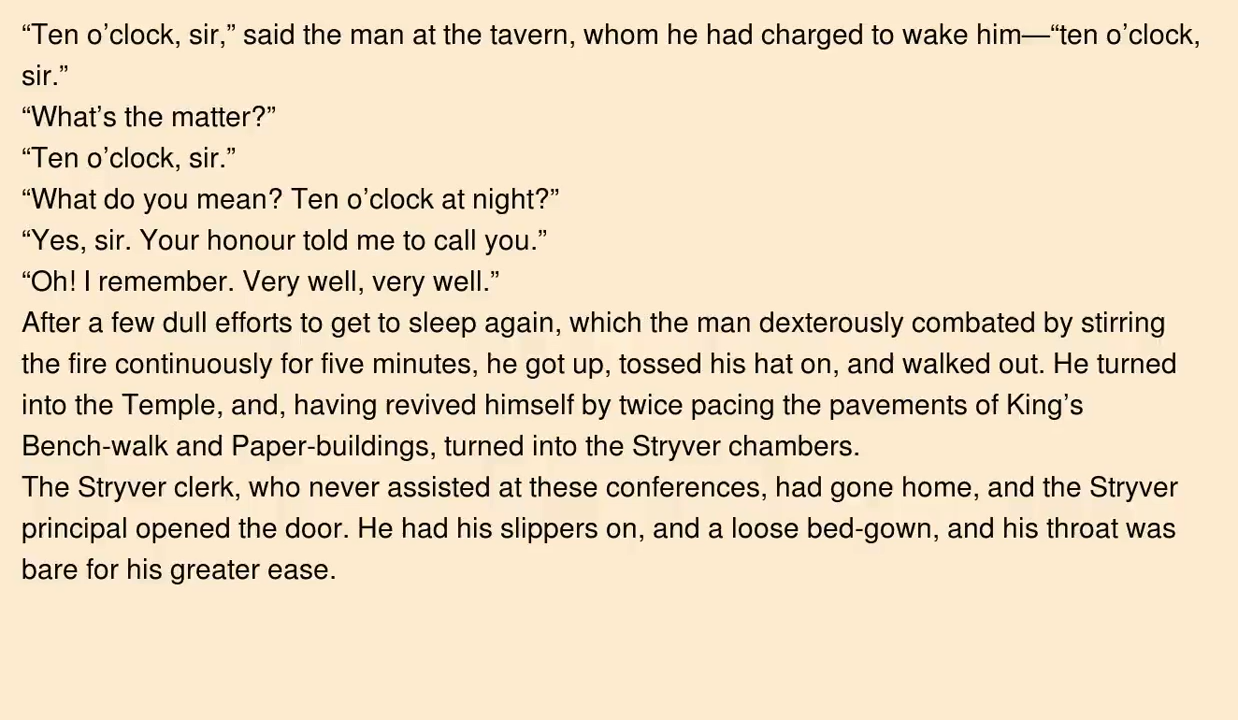 “Ten o’clock, sir,” said the man at the tavern, whom he had charged to wake him—“ten o’clock,
sir.”
“What’s the matter?”
“Ten o’clock, sir.”
“What do you mean? Ten o’clock at night?”
“Yes, sir. Your honour told me to call you.”
“Oh! I remember. Very well, very well.”
After a few dull efforts to get to sleep again, which the man dexterously combated by stirring
the fire continuously for five minutes, he got up, tossed his hat on, and walked out. He turned
into the Temple, and, having revived himself by twice pacing the pavements of King’s
Bench-walk and Paper-buildings, turned into the Stryver chambers.
The Stryver clerk, who never assisted at these conferences, had gone home, and the Stryver
principal opened the door. He had his slippers on, and a loose bed-gown, and his throat was
bare for his greater ease.